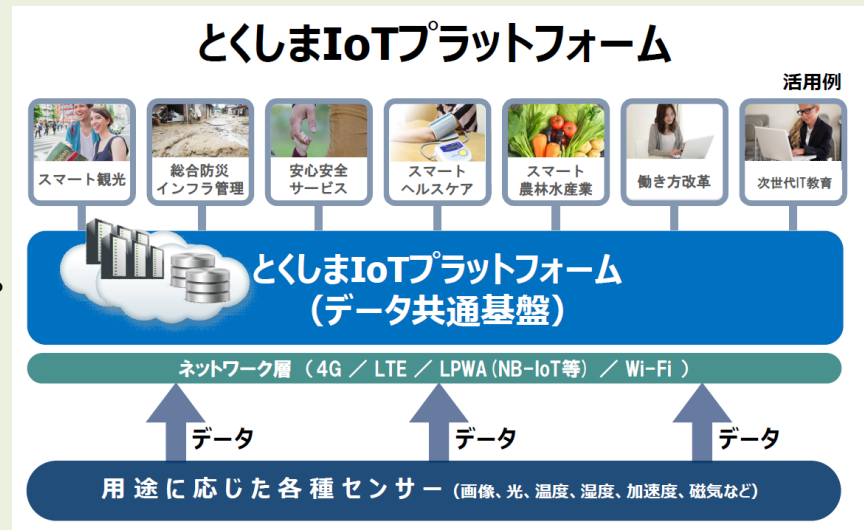 とくしまIoTプラットフォーム
活用例
スマート観光
総合防災
インフラ管理
安心安全
サービス
スマート
ヘルスケア
スマート
農林水産業
働き方改革
次世代IT教育
とくしまIoTプラットフォーム
(データ共通基盤)
ネットワーク層(4G / LTE / LPWA(NB-IoT等) / Wi-Fi )
データ
データ
データ
用途に応じた各種センサー(画像、光、温度、湿度、加速度、磁気など)